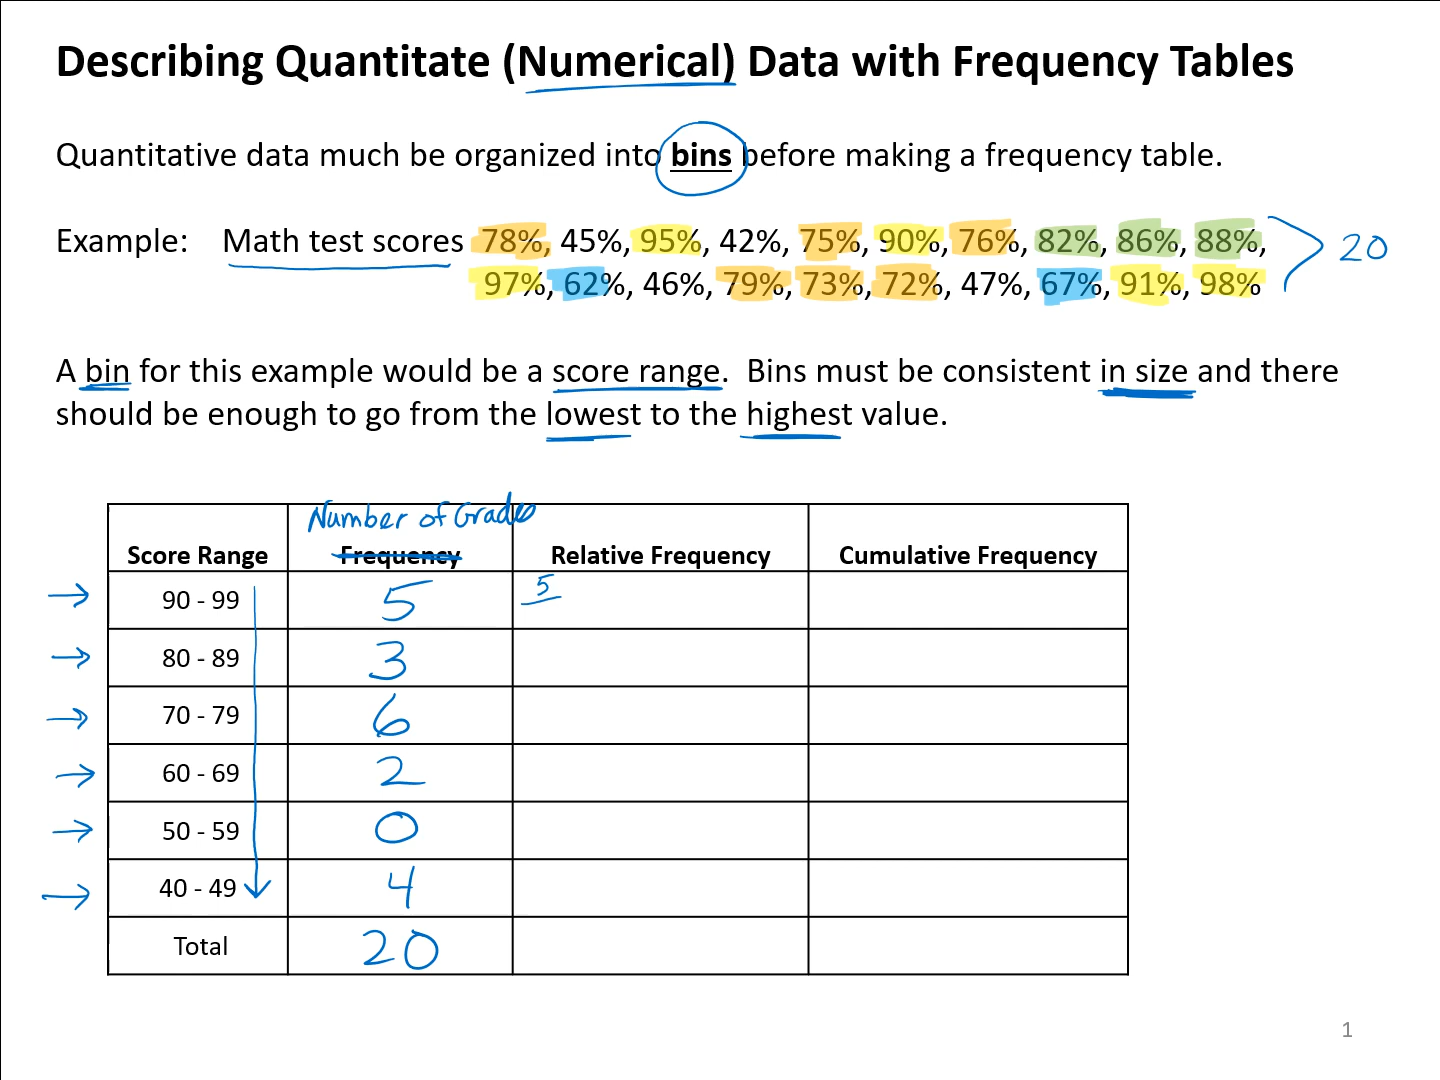 Describing Quantitate (Numerical) Data with Frequency Tables
Quantitative data much be organized into bins before making a frequency table.
Example: Math test scores 78%, 45%, 95%, 42%, 75%, 90%, 76%, 82%, 86%, 88%,
20
97%, 62%, 46%, 79%, 73%, 72%, 47%, 67%, 91%, 98%
A bin for this example would be a score range. Bins must be consistent in size and there
should be enough to go from the lowest to the highest value.
Number of Grades
Score Range Frequency Relative Frequency Cumulative Frequency
90 - 99 5 5
80 - 89 3
70 - 79 6
60 - 69 2
50 - 59 0
40 - 49 4
Total 20
1